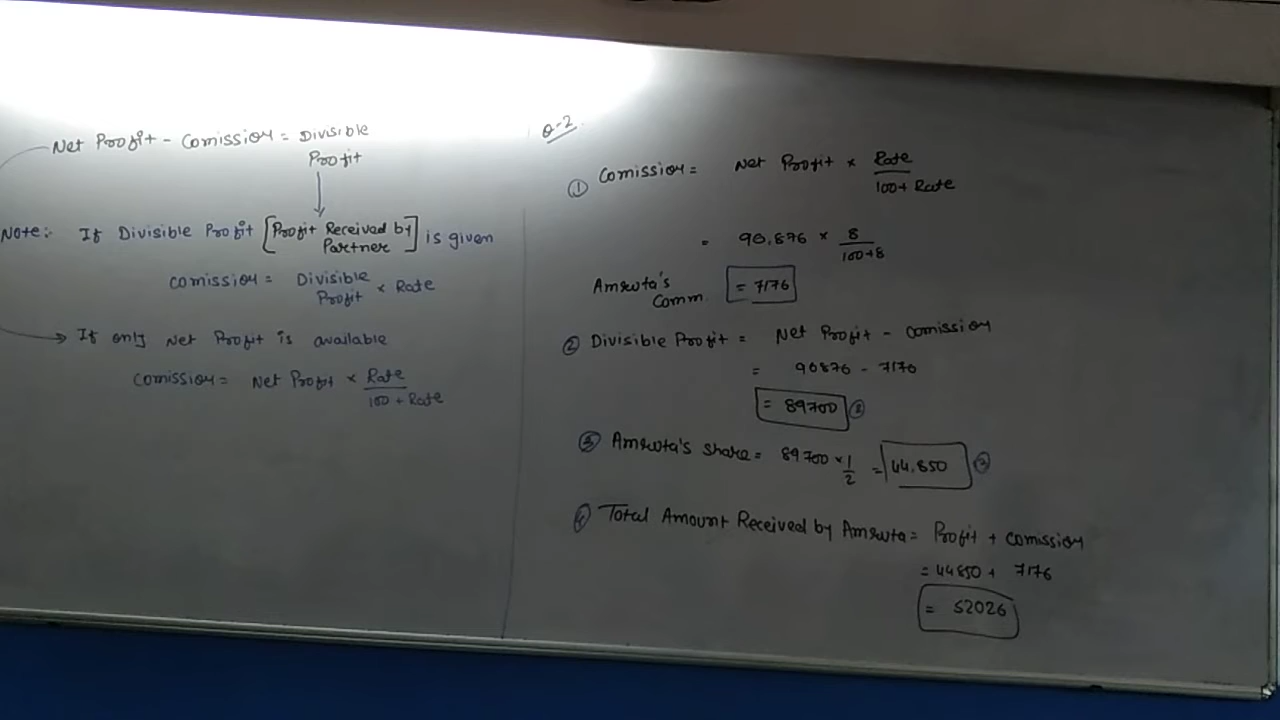 Net Profit - Comission = Divisible
Profit
Note:- If Divisible Profit [Profit Received by
Partner] is given
Comission = Divisible
Profit × Rate
→ If only Net Profit is available
Comission = Net Profit × Rate
100 + Rate
Q-2
① Comission = Net Profit × Rate
100+ Rate
= 90,876 × 8
100+8
Amruta's
Comm. = 7176
② Divisible Profit = Net Profit - Comission
= 90876 - 7176
= 89700 ②
③ Amruta's Share = 89700 × 1
2 = 44,850
④ Total Amount Received by Amruta = Profit + Comission
= 44850 + 7176
= 52026